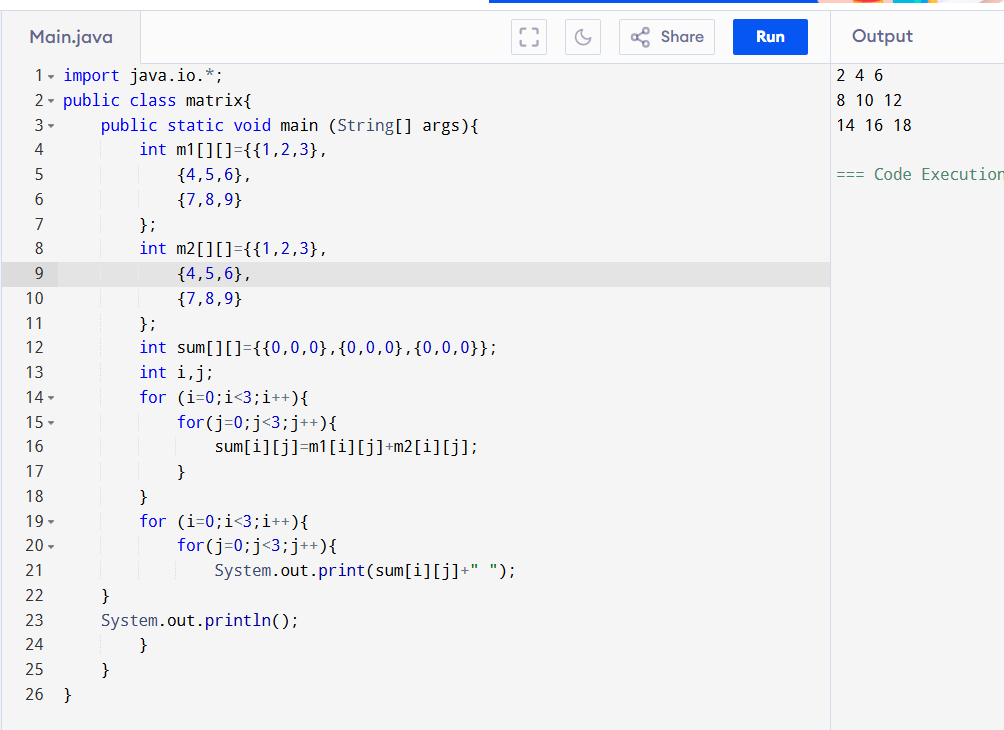 Main.java
Share
Run
Output
1 import java.io.*;
2 public class matrix{
3     public static void main (String[] args){
4         int m1[][]={{1,2,3},
5             {4,5,6},
6             {7,8,9}
7         };
8         int m2[][]={{1,2,3},
9             {4,5,6},
10             {7,8,9}
11         };
12         int sum[][]={{0,0,0},{0,0,0},{0,0,0}};
13         int i,j;
14         for (i=0;i<3;i++){
15             for(j=0;j<3;j++){
16                 sum[i][j]=m1[i][j]+m2[i][j];
17             }
18         }
19         for (i=0;i<3;i++){
20             for(j=0;j<3;j++){
21                 System.out.print(sum[i][j]+" ");
22     }
23     System.out.println();
24         }
25     }
26 }
2 4 6
8 10 12
14 16 18
=== Code Execution